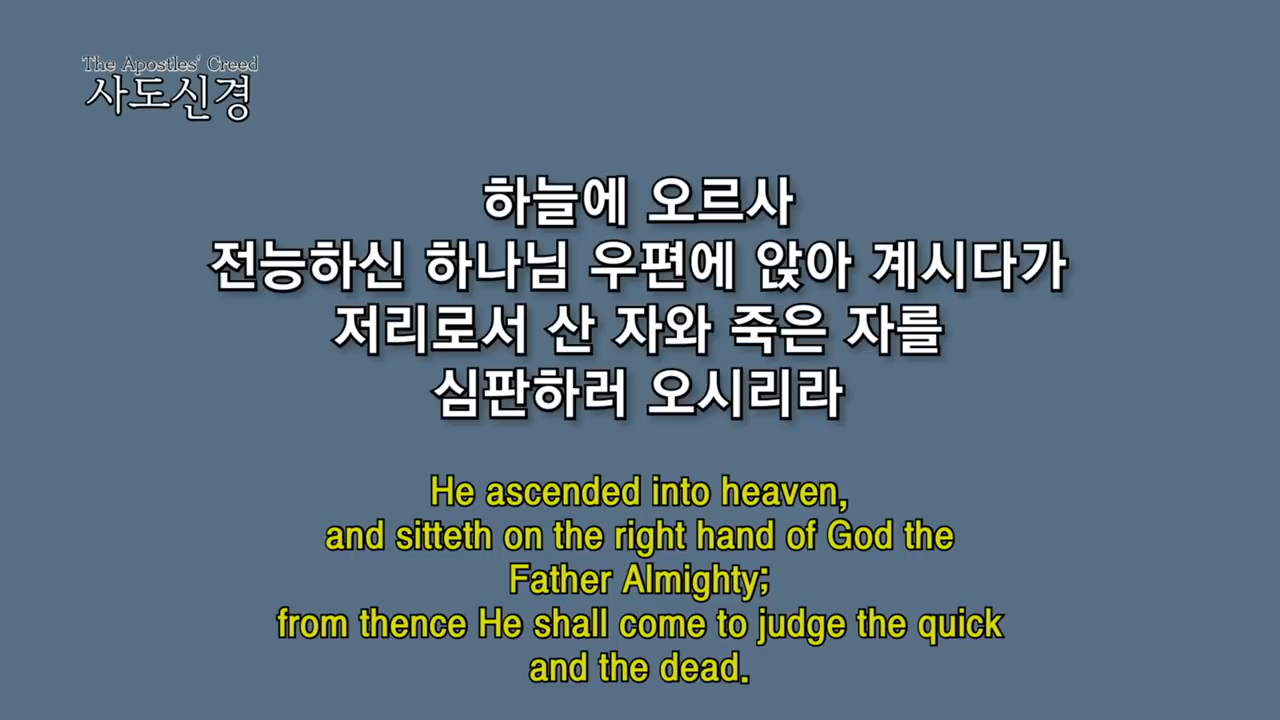 The Apostles' Creed
사도신경
하늘에 오르사
전능하신 하나님 우편에 앉아 계시다가
저리로서 산 자와 죽은 자를
심판하러 오시리라
He ascended into heaven,
and sitteth on the right hand of God the
Father Almighty;
from thence He shall come to judge the quick
and the dead.